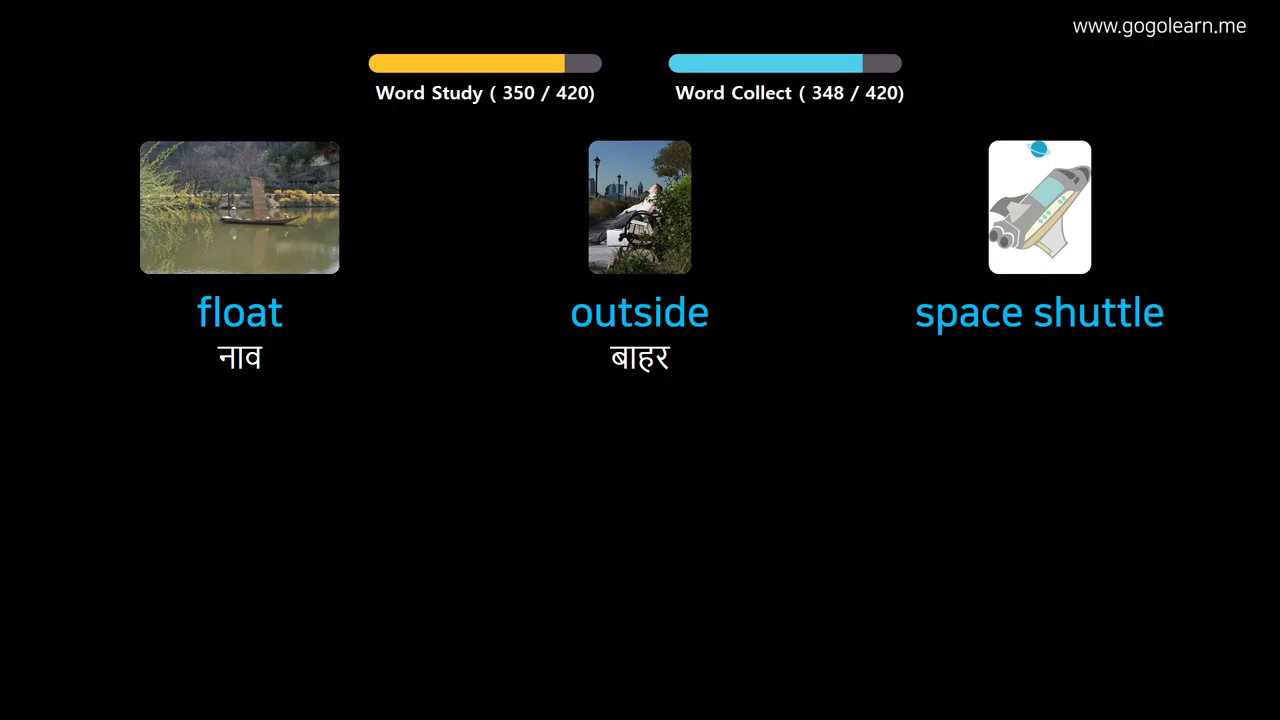 www.gogolearn.me
Word Study ( 350 / 420)
Word Collect ( 348 / 420)
float
outside
space shuttle
नाव
बाहर